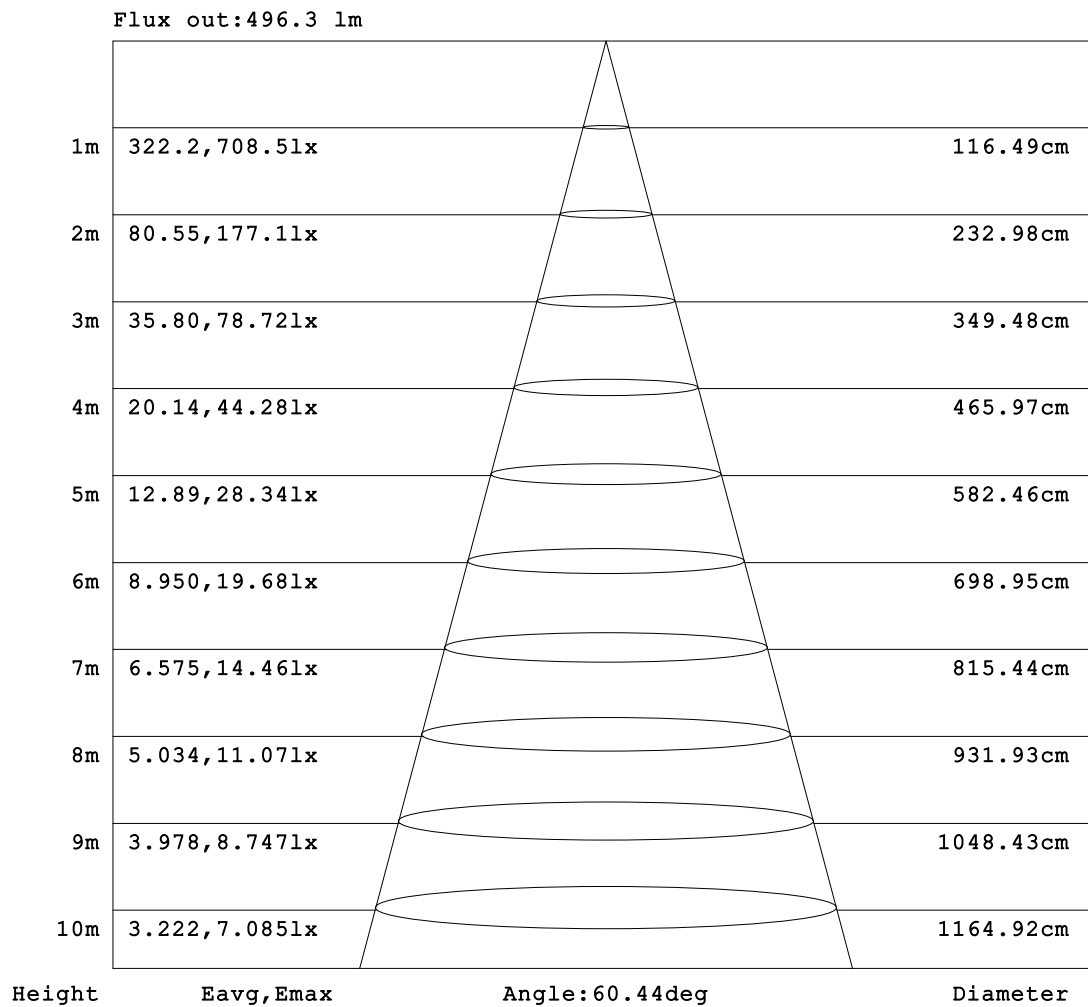 Flux out:496.3 lm
1m 322.2,708.5lx 116.49cm
2m 80.55,177.1lx 232.98cm
3m 35.80,78.72lx 349.48cm
4m 20.14,44.28lx 465.97cm
5m 12.89,28.34lx 582.46cm
6m 8.950,19.68lx 698.95cm
7m 6.575,14.46lx 815.44cm
8m 5.034,11.07lx 931.93cm
9m 3.978,8.747lx 1048.43cm
10m 3.222,7.085lx 1164.92cm
Height Eavg,Emax Angle:60.44deg Diameter